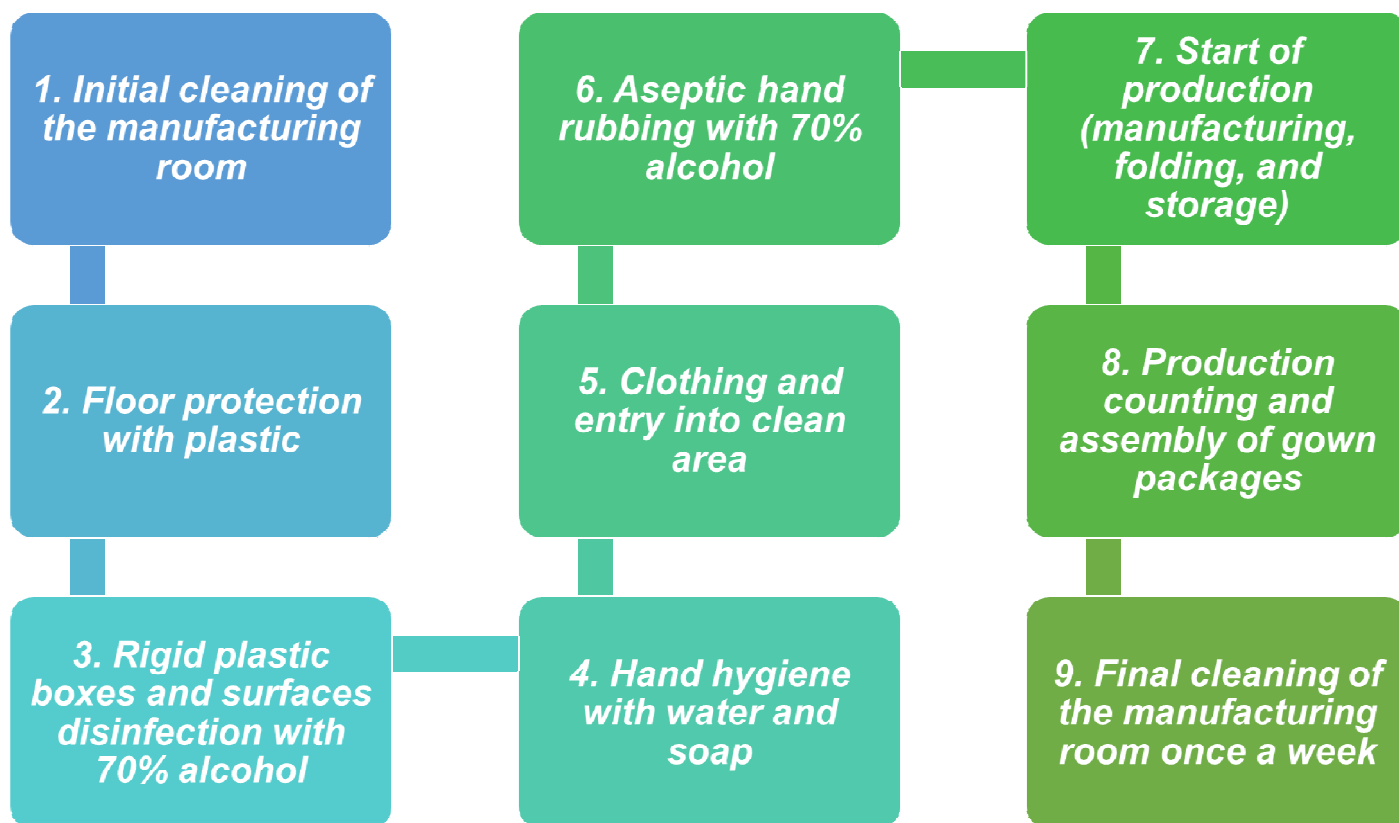 1. Initial cleaning of
the manufacturing
room
2. Floor protection
with plastic
3. Rigid plastic
boxes and surfaces
disinfection with
70% alcohol
4. Hand hygiene
with water and
soap
5. Clothing and
entry into clean
area
6. Aseptic hand
rubbing with 70%
alcohol
7. Start of
production
(manufacturing,
folding, and
storage)
8. Production
counting and
assembly of gown
packages
9. Final cleaning of
the manufacturing
room once a week